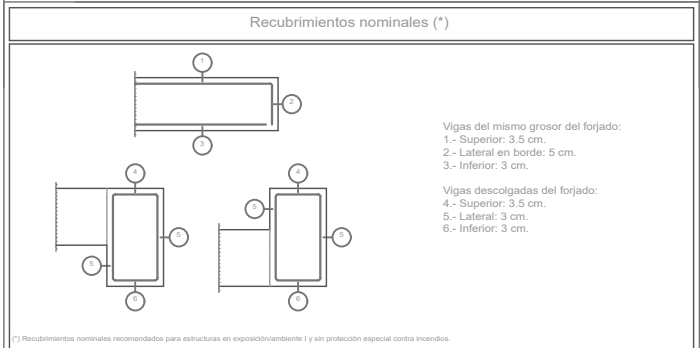 Recubrimientos nominales (*)
1
2
3
Vigas del mismo grosor del forjado:
1.- Superior: 3.5 cm.
2.- Lateral en borde: 5 cm.
3.- Inferior: 3 cm.
Vigas descolgadas del forjado:
4.- Superior: 3.5 cm.
5.- Lateral: 3 cm.
6.- Inferior: 3 cm.
4
4
5
5
5
5
6
6
(*) Recubrimientos nominales recomendados para estructuras en exposición/ambiente I y sin protección especial contra incendios.